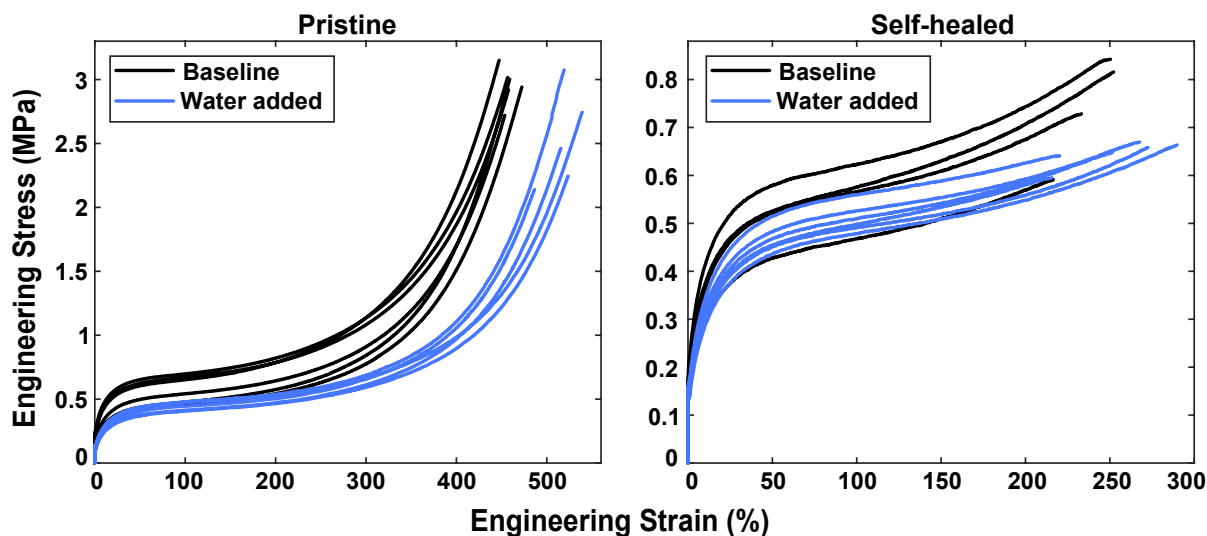 Pristine
Self-healed
Baseline
Water added
Baseline
Water added
Engineering Stress (MPa)
3
2.5
2
1.5
1
0.5
0
0.8
0.7
0.6
0.5
0.4
0.3
0.2
0.1
0
0 100 200 300 400 500
0 50 100 150 200 250 300
Engineering Strain (%)